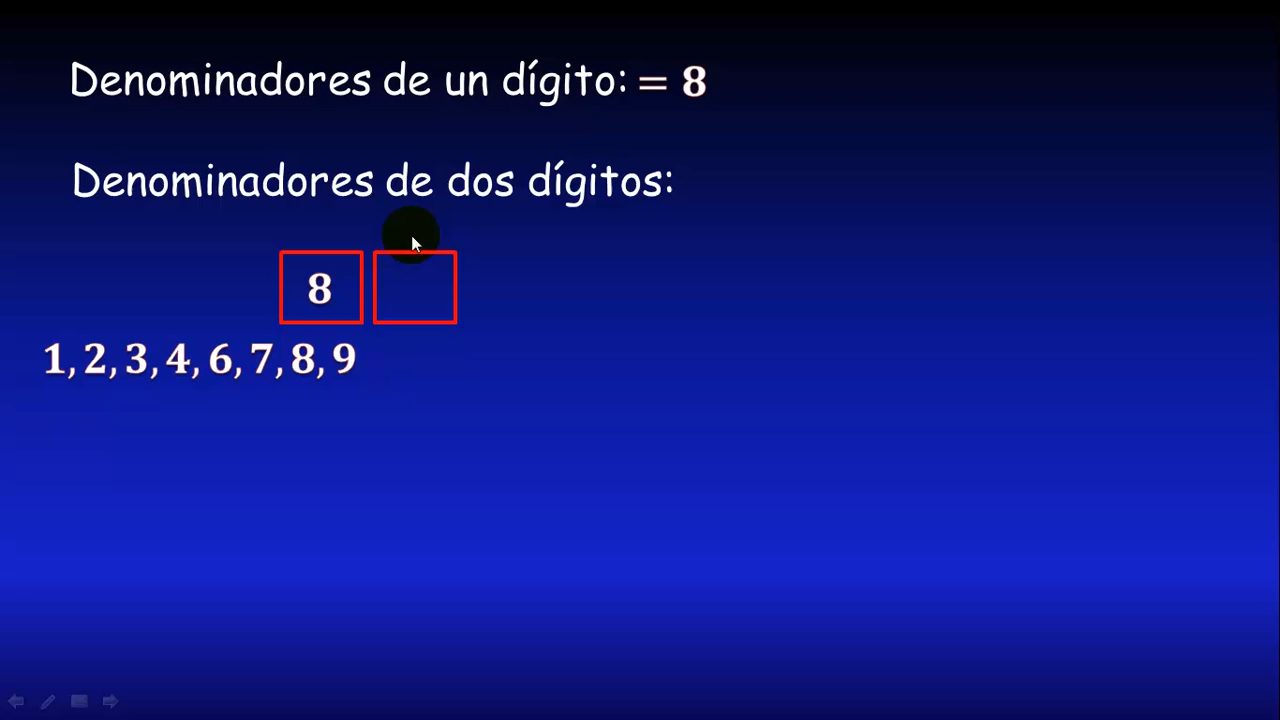 Denominadores de un dígito: = 8
Denominadores de dos dígitos:
8
1, 2, 3, 4, 6, 7, 8, 9